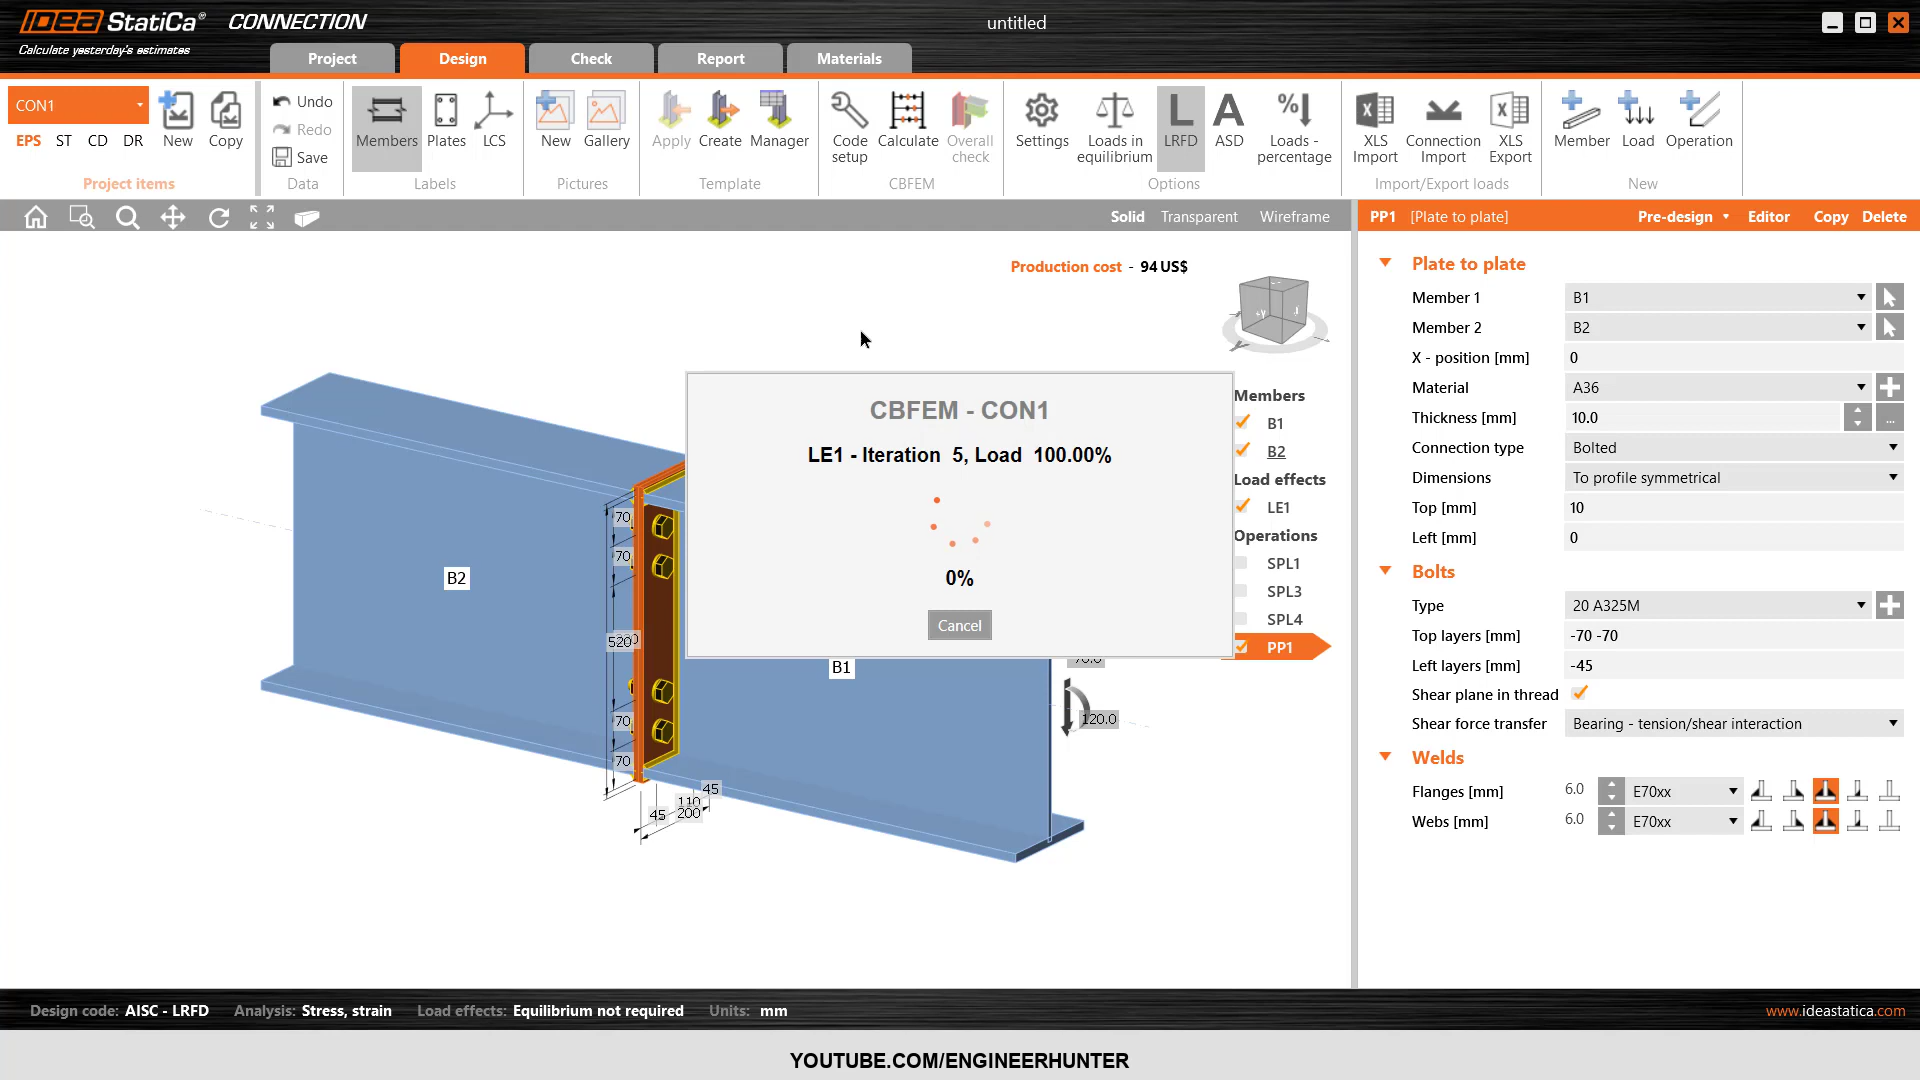 IDEA StatiCa® CONNECTION
Calculate yesterday's estimates
untitled
Project Design Check Report Materials
CON1
EPS ST CD DR New Copy
Project items
Undo
Redo
Save
Data
Members Plates LCS
Labels
New Gallery
Pictures
Apply Create Manager
Template
Code setup Calculate Overall check
CBFEM
Settings Loads in equilibrium LRFD ASD Loads - percentage
Options
XLS Import Connection Import XLS Export
Import/Export loads
Member Load Operation
New
Solid Transparent Wireframe
PP1 [Plate to plate] Pre-design Editor Copy Delete
Production cost - 94 US$
CBFEM - CON1
LE1 - Iteration 5, Load 100.00%
0%
Cancel
Members
B1
B2
Load effects
LE1
Operations
SPL1
SPL3
SPL4
PP1
B2
B1
70
70
520
70
70
45
110
200
45
120.0
Plate to plate
Member 1 B1
Member 2 B2
X - position [mm] 0
Material A36
Thickness [mm] 10.0 ...
Connection type Bolted
Dimensions To profile symmetrical
Top [mm] 10
Left [mm] 0
Bolts
Type 20 A325M
Top layers [mm] -70 -70
Left layers [mm] -45
Shear plane in thread
Shear force transfer Bearing - tension/shear interaction
Welds
Flanges [mm] 6.0 E70xx
Webs [mm] 6.0 E70xx
Design code: AISC - LRFD Analysis: Stress, strain Load effects: Equilibrium not required Units: mm
www.ideastatica.com
YOUTUBE.COM/ENGINEERHUNTER